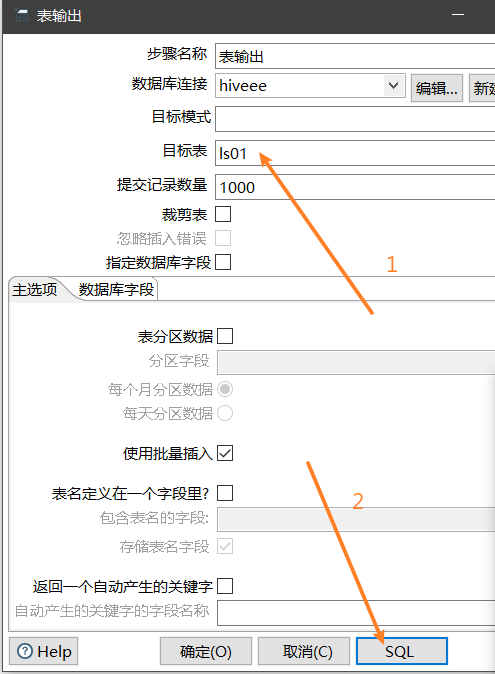 表输出
步骤名称 表输出
数据库连接 hiveee 编辑... 新建
目标模式
目标表 ls01
1
提交记录数量 1000
裁剪表
忽略插入错误
指定数据库字段
主选项 数据库字段
表分区数据
分区字段
每个月分区数据
每天分区数据
使用批量插入
2
表名定义在一个字段里?
包含表名的字段:
存储表名字段
返回一个自动产生的关键字
自动产生的关键字的字段名称
Help 确定(O) 取消(C) SQL